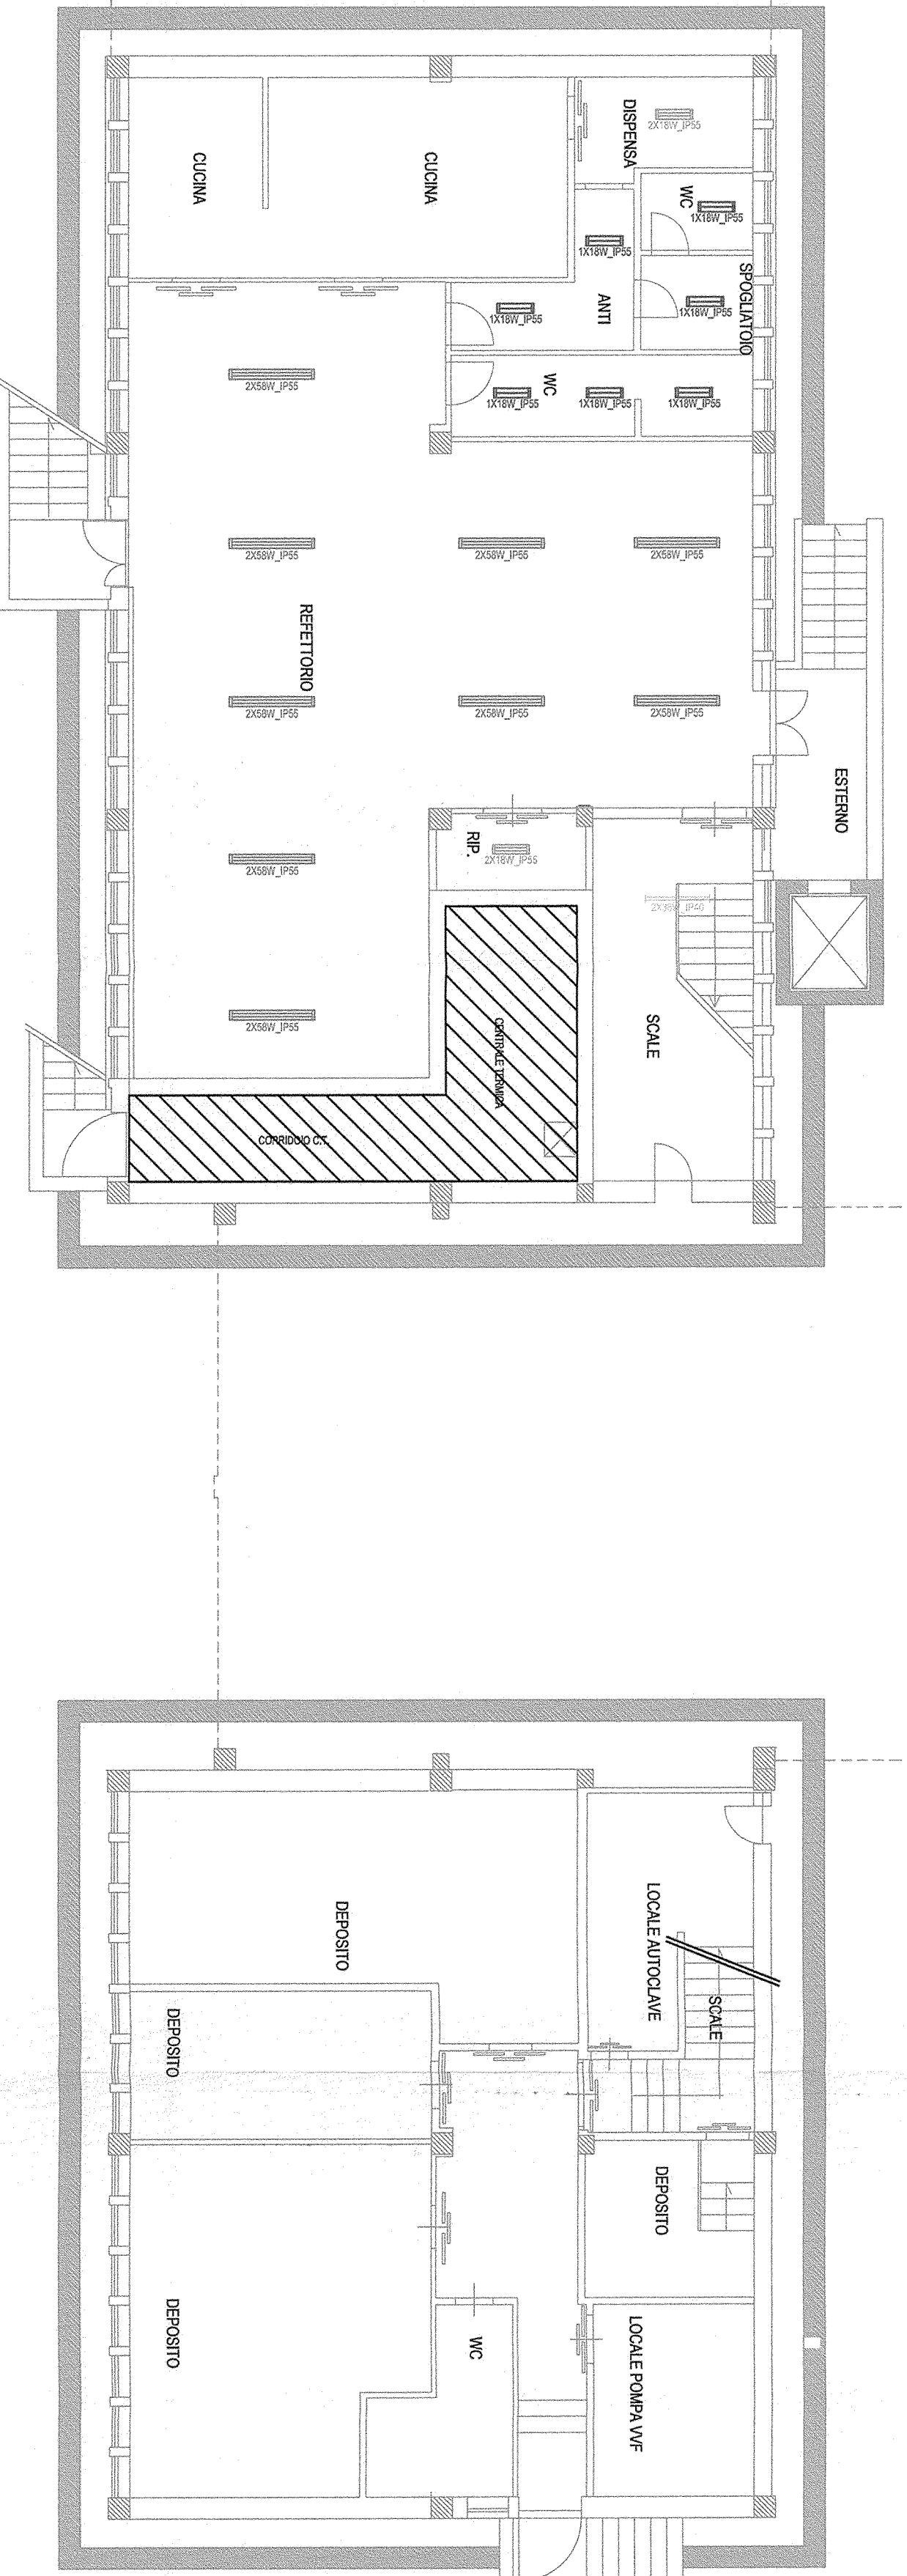 DISPENSA
2X18W_IP55
CUCINA
CUCINA
WC
1X18W_IP55
1X18W_IP55
SPOGLIATOIO
1X18W_IP55
ANTI
1X18W_IP55
WC
1X18W_IP55
1X18W_IP55
1X18W_IP55
2X58W_IP55
2X58W_IP55
2X58W_IP55
2X58W_IP55
REFETTORIO
2X58W_IP55
2X58W_IP55
2X58W_IP55
ESTERNO
RIP.
2X18W_IP55
2X58W_IP55
SCALE
2X58W_IP55
CENTRALE TERMICA
CORRIDOIO C.T.
LOCALE AUTOCLAVE
DEPOSITO
SCALE
DEPOSITO
DEPOSITO
DEPOSITO
WC
LOCALE POMPA VVF